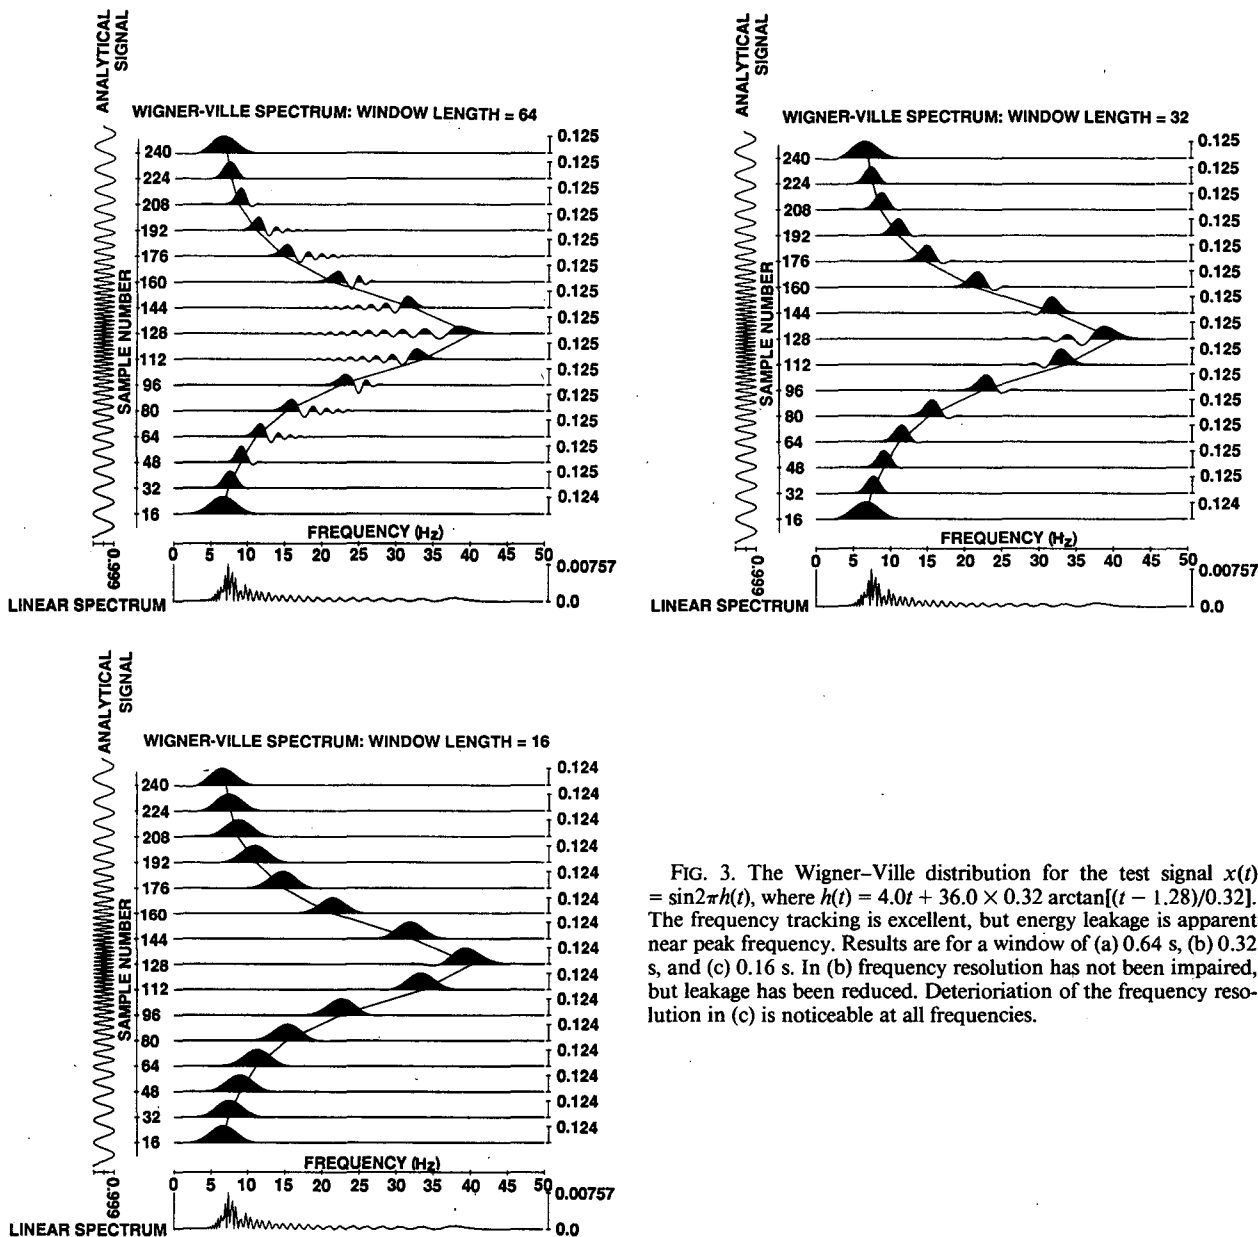 ANALYTICAL
SIGNAL
WIGNER-VILLE SPECTRUM: WINDOW LENGTH = 64
SAMPLE NUMBER
240 0.125
224 0.125
208 0.125
192 0.125
176 0.125
160 0.125
144 0.125
128 0.125
112 0.125
96 0.125
80 0.125
64 0.125
48 0.125
32 0.125
16 0.124
FREQUENCY (Hz)
0 5 10 15 20 25 30 35 40 45 50
0.999
0.00757
LINEAR SPECTRUM 0.0
ANALYTICAL
SIGNAL
WIGNER-VILLE SPECTRUM: WINDOW LENGTH = 32
SAMPLE NUMBER
240 0.125
224 0.125
208 0.125
192 0.125
176 0.125
160 0.125
144 0.125
128 0.125
112 0.125
96 0.125
80 0.125
64 0.125
48 0.125
32 0.125
16 0.124
FREQUENCY (Hz)
0 5 10 15 20 25 30 35 40 45 50
0.999
0.00757
LINEAR SPECTRUM 0.0
ANALYTICAL
SIGNAL
WIGNER-VILLE SPECTRUM: WINDOW LENGTH = 16
SAMPLE NUMBER
240 0.124
224 0.124
208 0.124
192 0.124
176 0.124
160 0.124
144 0.124
128 0.124
112 0.124
96 0.124
80 0.124
64 0.124
48 0.124
32 0.124
16 0.124
FREQUENCY (Hz)
0 5 10 15 20 25 30 35 40 45 50
0.999
0.00757
LINEAR SPECTRUM 0.0
FIG. 3. The Wigner–Ville distribution for the test signal x(t)
= sin2πh(t), where h(t) = 4.0t + 36.0 × 0.32 arctan[(t − 1.28)/0.32].
The frequency tracking is excellent, but energy leakage is apparent
near peak frequency. Results are for a window of (a) 0.64 s, (b) 0.32
s, and (c) 0.16 s. In (b) frequency resolution has not been impaired,
but leakage has been reduced. Deterioriation of the frequency reso-
lution in (c) is noticeable at all frequencies.